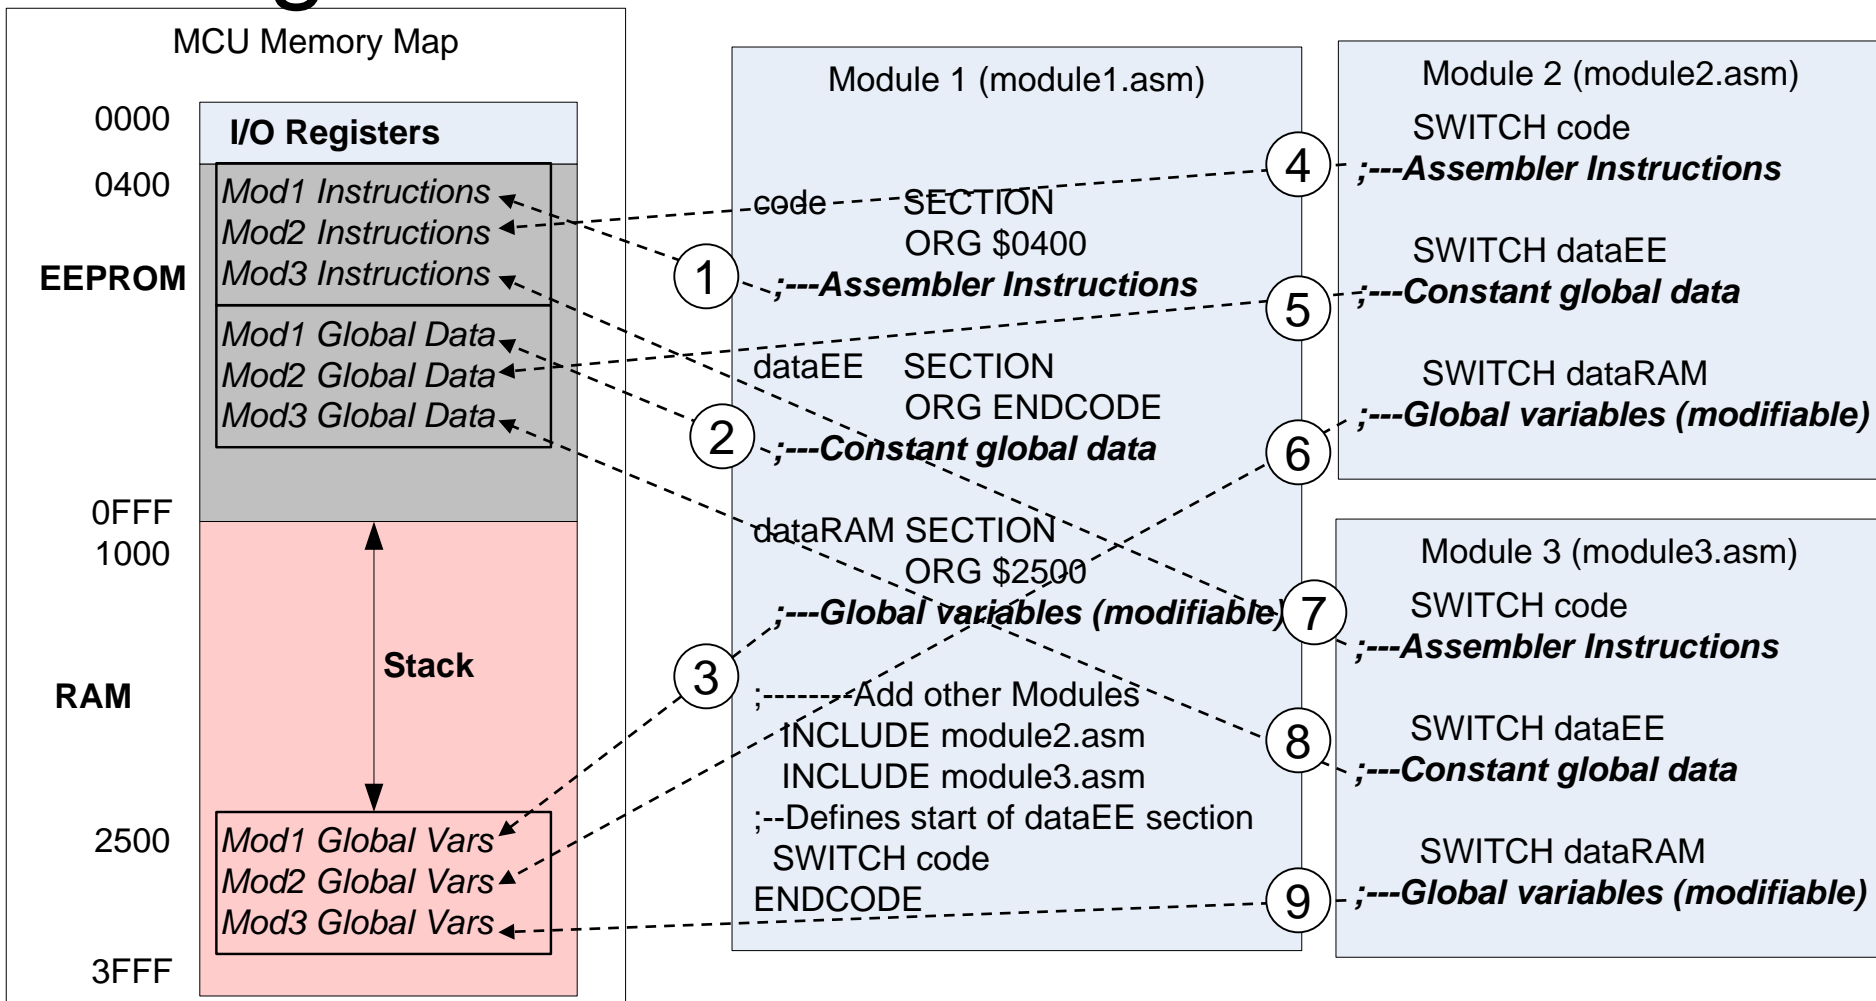 MCU Memory Map
0000
I/O Registers
0400
Mod1 Instructions
Mod2 Instructions
Mod3 Instructions
EEPROM
Mod1 Global Data
Mod2 Global Data
Mod3 Global Data
0FFF
1000
Stack
RAM
2500
Mod1 Global Vars
Mod2 Global Vars
Mod3 Global Vars
3FFF
1
2
3
Module 1 (module1.asm)
code SECTION
ORG $0400
;---Assembler Instructions
dataEE SECTION
ORG ENDCODE
;---Constant global data
dataRAM SECTION
ORG $2500
;---Global variables (modifiable)
;--------Add other Modules
INCLUDE module2.asm
INCLUDE module3.asm
;--Defines start of dataEE section
SWITCH code
ENDCODE
4
5
6
7
8
9
Module 2 (module2.asm)
SWITCH code
;---Assembler Instructions
SWITCH dataEE
;---Constant global data
SWITCH dataRAM
;---Global variables (modifiable)
Module 3 (module3.asm)
SWITCH code
;---Assembler Instructions
SWITCH dataEE
;---Constant global data
SWITCH dataRAM
;---Global variables (modifiable)